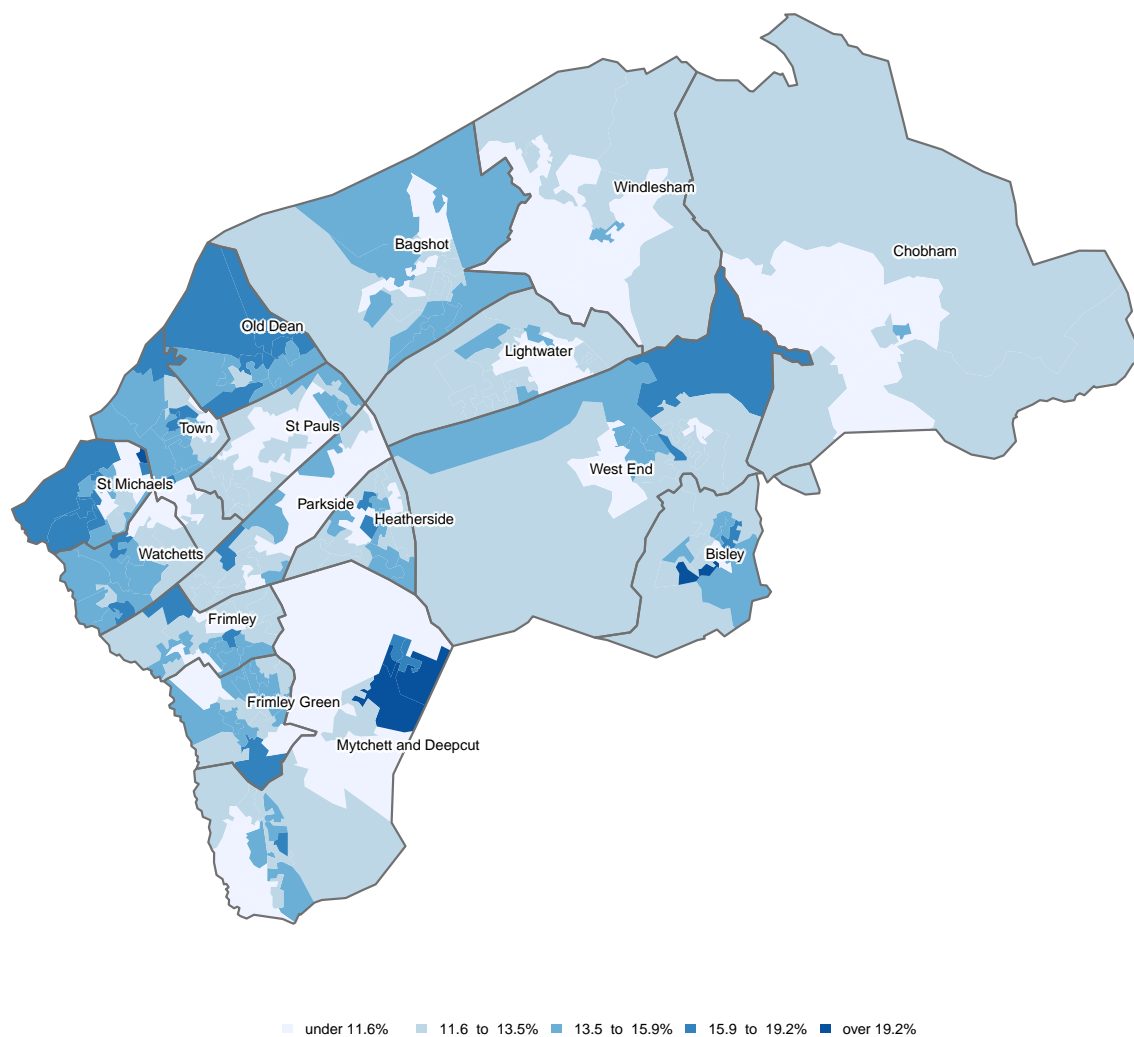 Windlesham
Chobham
Bagshot
Old Dean
Lightwater
St Pauls
Town
West End
St Michaels
Parkside
Heatherside
Watchetts
Bisley
Frimley
Frimley Green
Mytchett and Deepcut
under 11.6% 11.6 to 13.5% 13.5 to 15.9% 15.9 to 19.2% over 19.2%